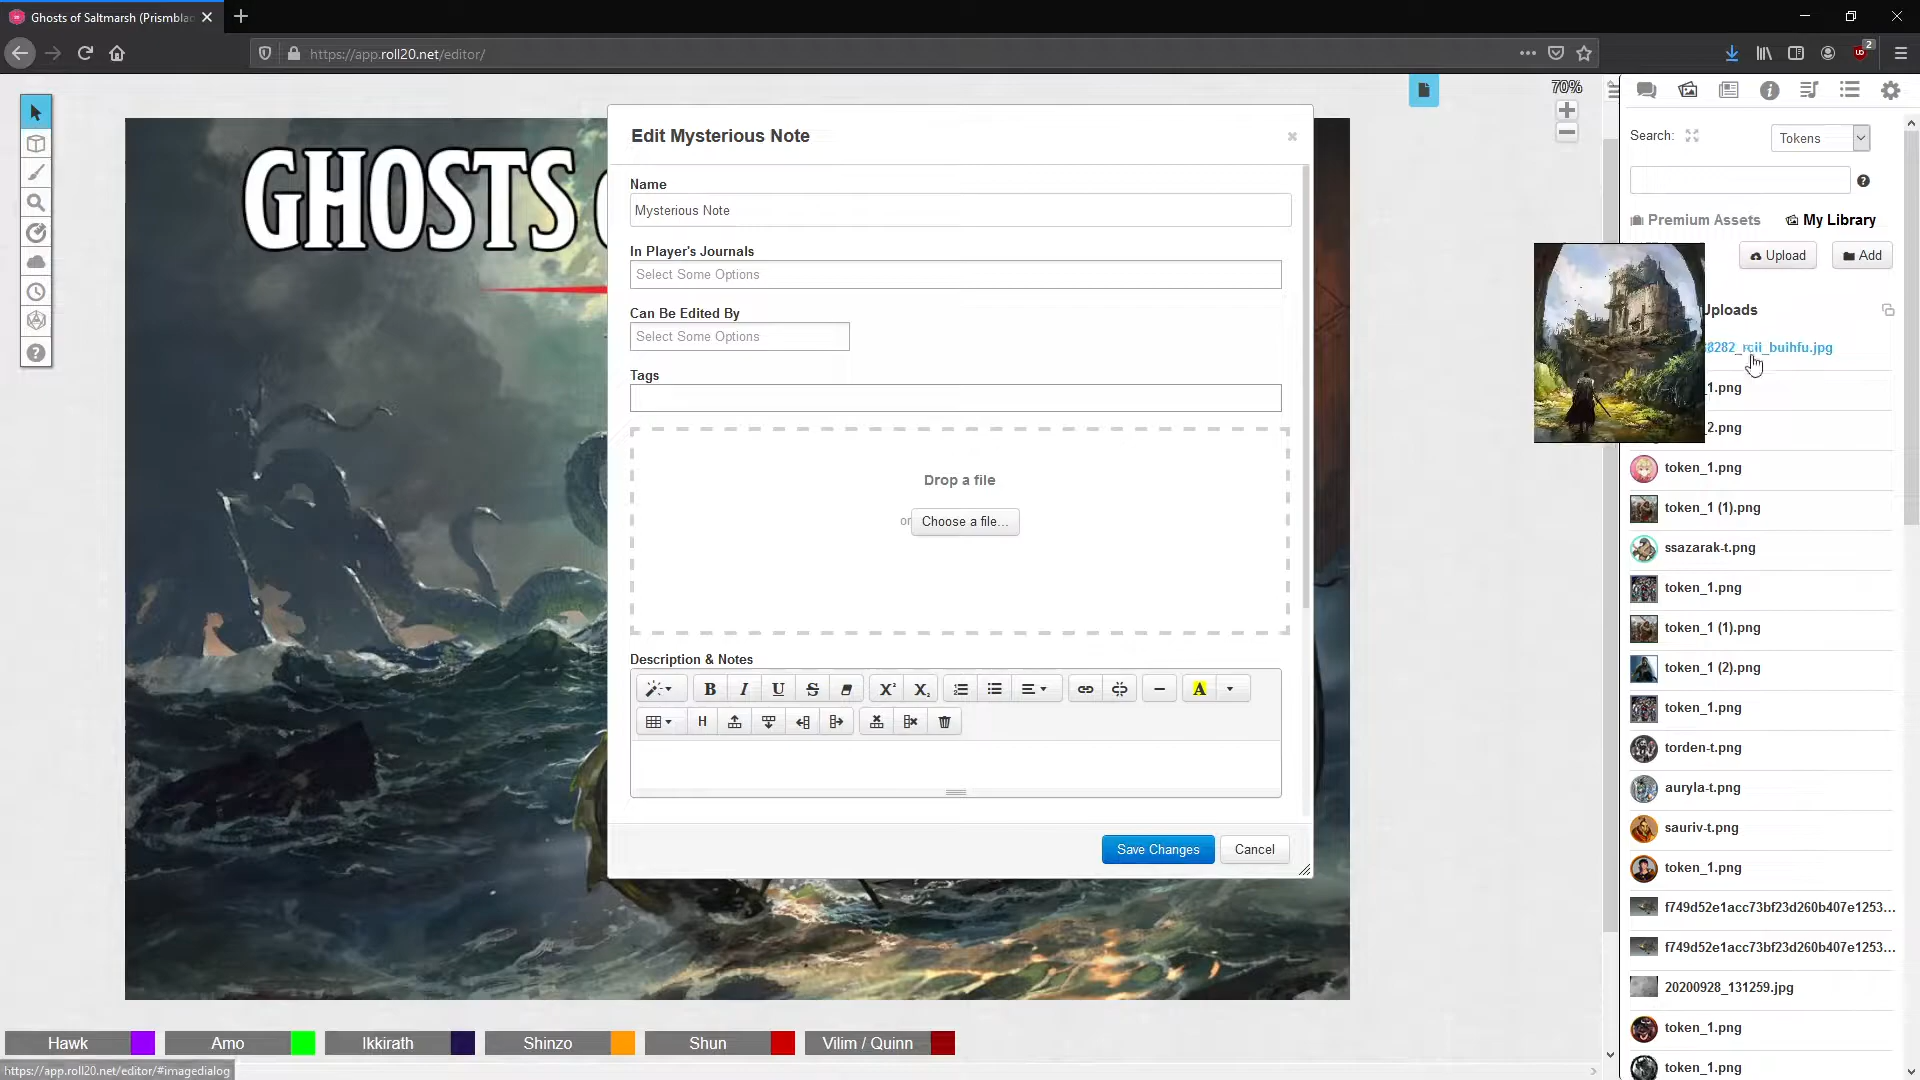 Ghosts of Saltmarsh (Prismbla
https://app.roll20.net/editor/
2
70%
GHOSTS
Edit Mysterious Note
Name
Mysterious Note
In Player's Journals
Select Some Options
Can Be Edited By
Select Some Options
Tags
Drop a file
or Choose a file...
Description & Notes
B I U S X² X₂ A
H
Save Changes Cancel
Search:
Tokens
Premium Assets My Library
Upload Add
Uploads
8282_rcii_buihfu.jpg
_1.png
_2.png
token_1.png
token_1 (1).png
ssazarak-t.png
token_1.png
token_1 (1).png
token_1 (2).png
token_1.png
torden-t.png
auryla-t.png
sauriv-t.png
token_1.png
f749d52e1acc73bf23d260b407e1253...
f749d52e1acc73bf23d260b407e1253...
20200928_131259.jpg
token_1.png
token_1.png
Hawk Amo Ikkirath Shinzo Shun Vilim / Quinn
https://app.roll20.net/editor/#imagedialog